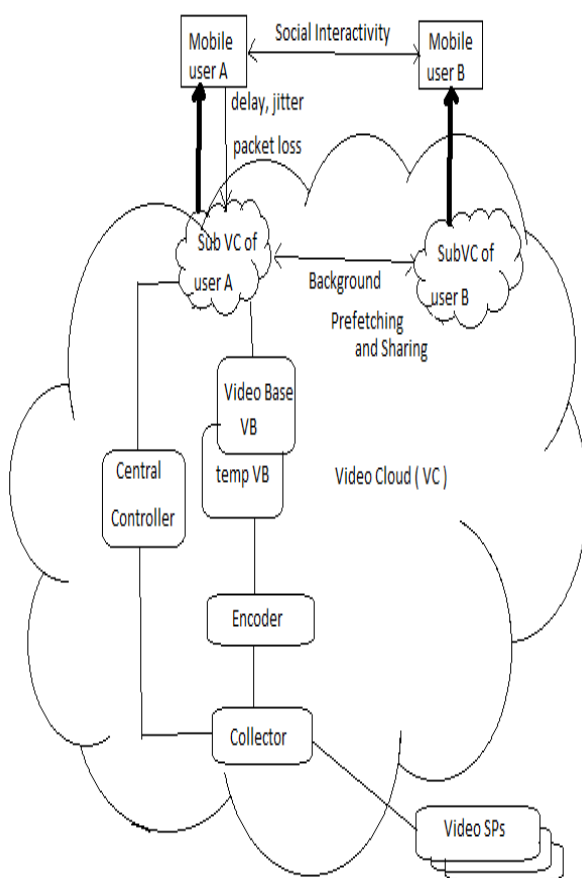 Social Interactivity
Mobile
user A
Mobile
user B
delay, jitter
packet loss
Sub VC of
user A
SubVC of
user B
Background
Prefetching
and Sharing
Video Base
VB
temp VB
Central
Controller
Video Cloud ( VC )
Encoder
Collector
Video SPs